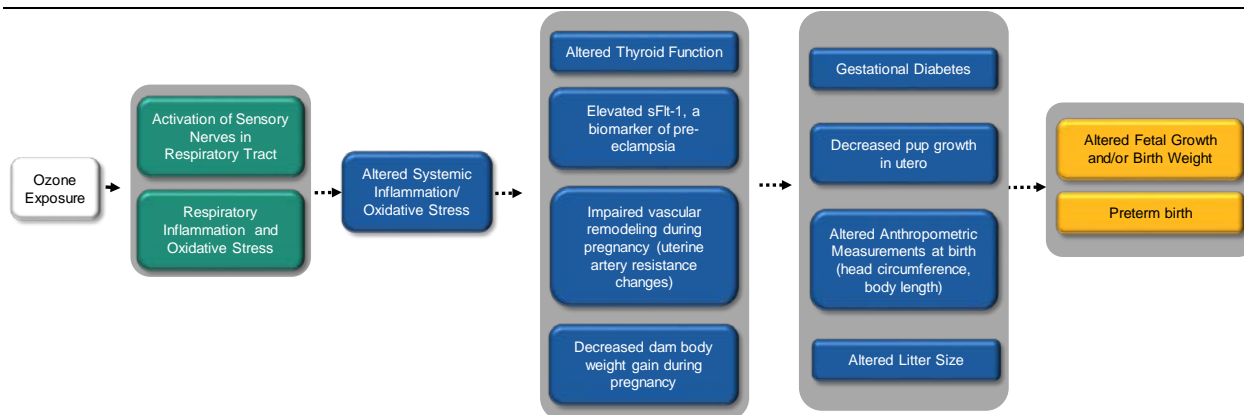 Ozone
Exposure
Activation of Sensory
Nerves in
Respiratory Tract
Respiratory
Inflammation and
Oxidative Stress
Altered Systemic
Inflammation/
Oxidative Stress
Altered Thyroid Function
Elevated sFlt-1, a
biomarker of pre-
eclampsia
Impaired vascular
remodeling during
pregnancy (uterine
artery resistance
changes)
Decreased dam body
weight gain during
pregnancy
Gestational Diabetes
Decreased pup growth
in utero
Altered Anthropometric
Measurements at birth
(head circumference,
body length)
Altered Litter Size
Altered Fetal Growth
and/or Birth Weight
Preterm birth